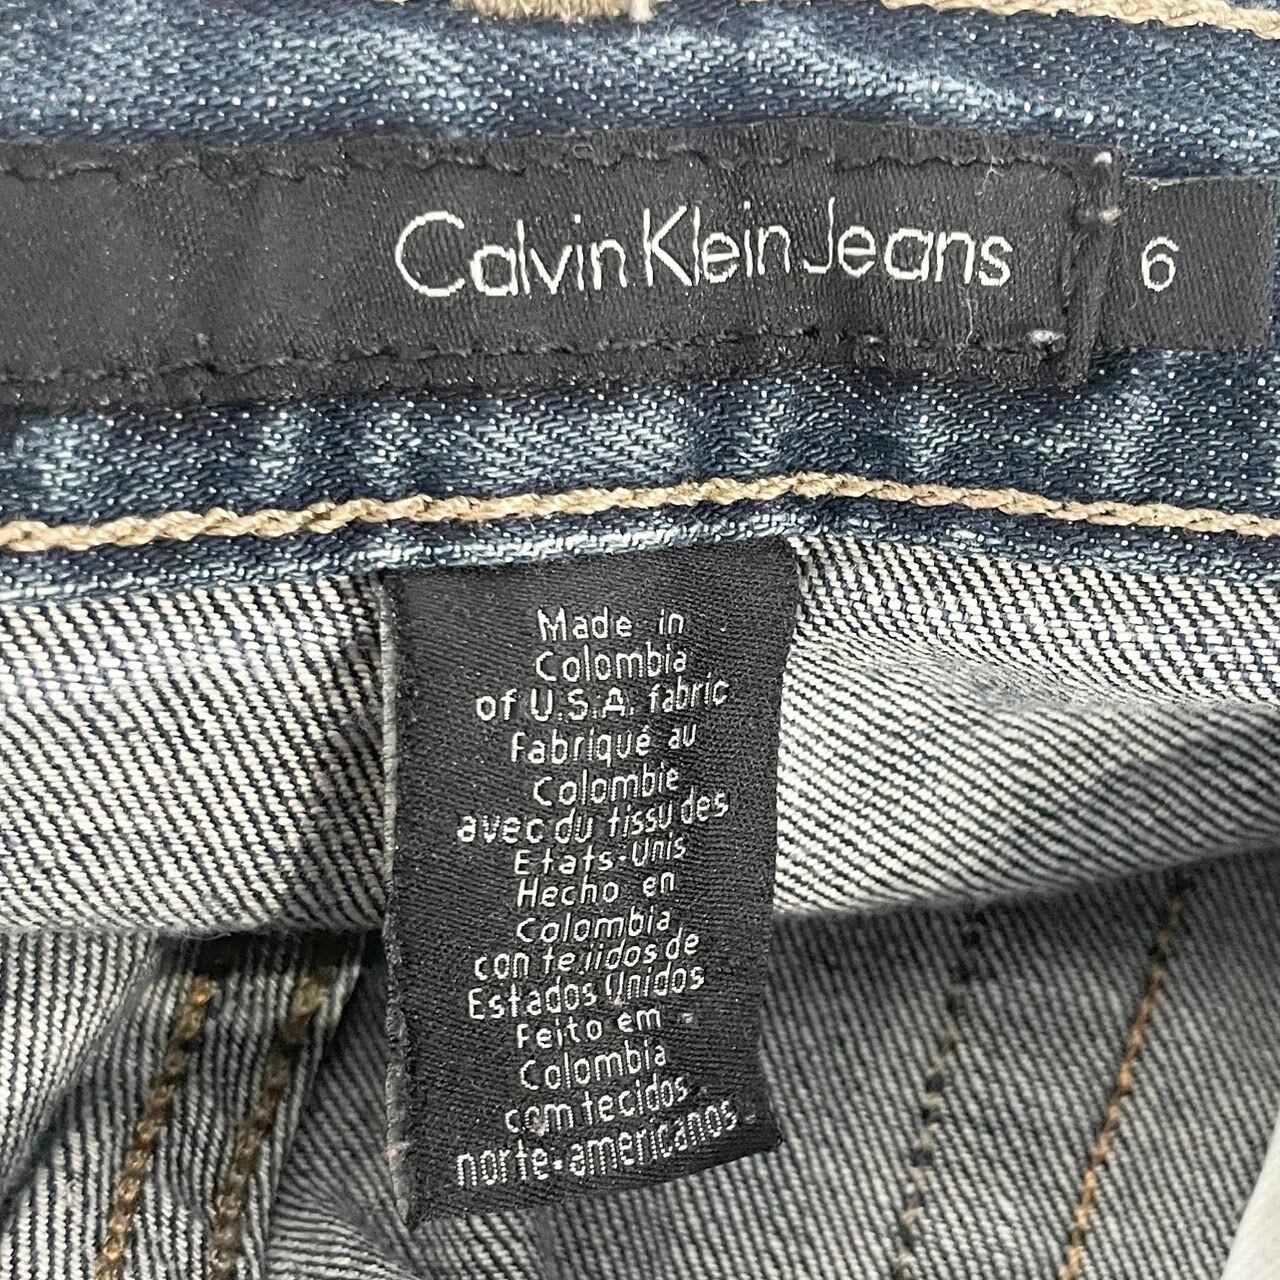 Calvin Klein Jeans
6
Made in
Colombia
of U.S.A. fabric
Fabriqué au
Colombie
avec du tissu des
Etats-Unis
Hecho en
Colombia
con tejidos de
Estados Unidos
Feito em
Colombia
com tecidos
norte-americanos